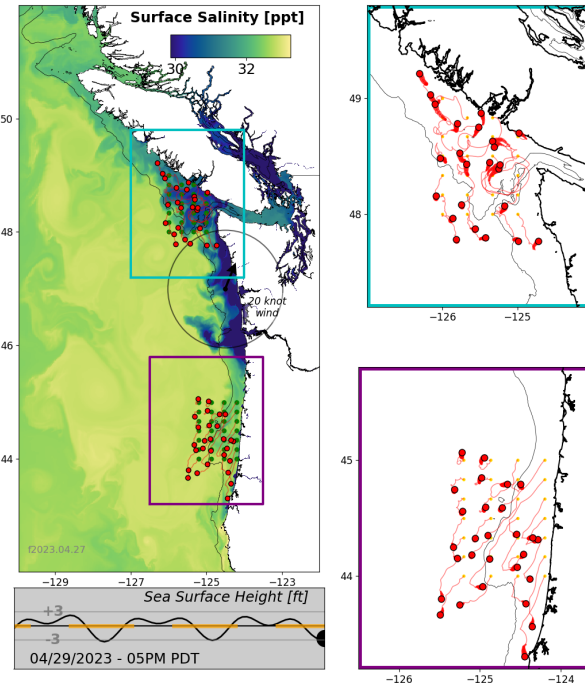 Surface Salinity [ppt]
30 32
50
48
46
44
20 knot
wind
f2023.04.27
−129 −127 −125 −123
Sea Surface Height [ft]
+3
-3
04/29/2023 - 05PM PDT
49
48
−126 −125
45
44
−126 −125 −124